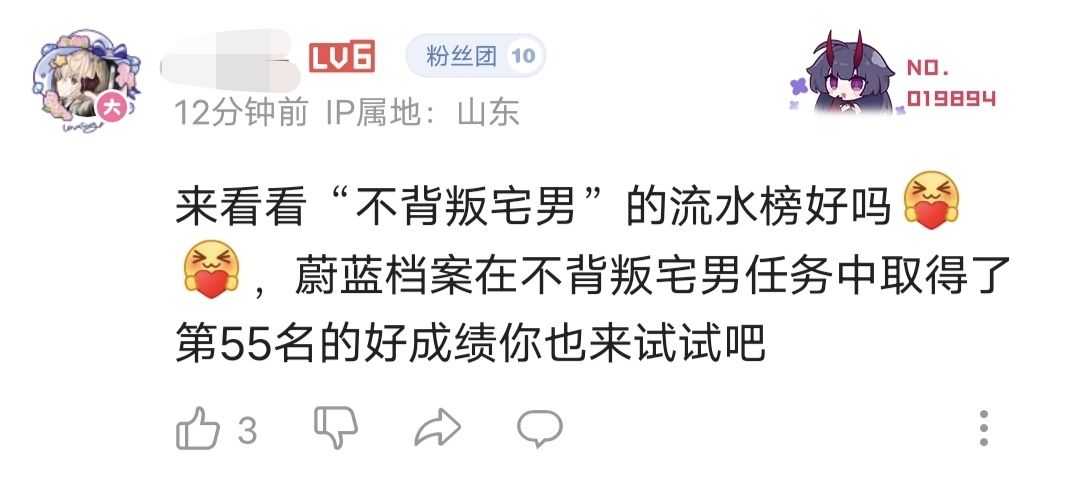 LV6 粉丝团 10
NO.
019894
12分钟前 IP属地：山东
大
来看看“不背叛宅男”的流水榜好吗
，蔚蓝档案在不背叛宅男任务中取得了
第55名的好成绩你也来试试吧
3